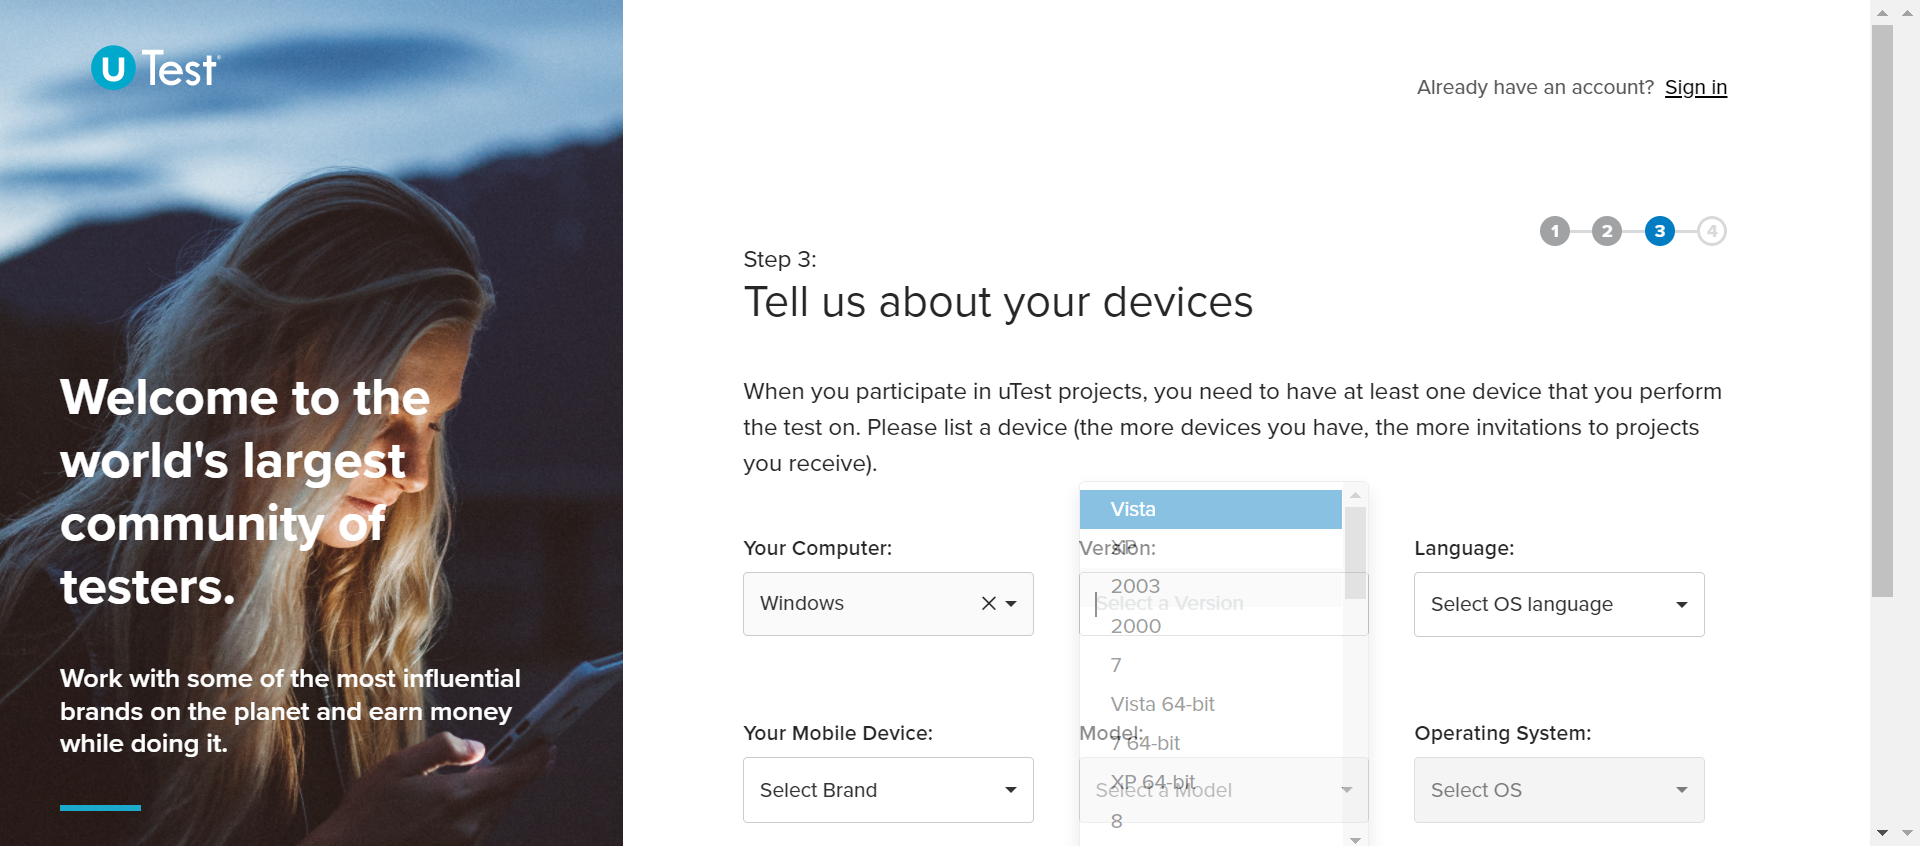 u Test
Already have an account? Sign in
1 2 3 4
Step 3:
Tell us about your devices
When you participate in uTest projects, you need to have at least one device that you perform
the test on. Please list a device (the more devices you have, the more invitations to projects
you receive).
Welcome to the
world's largest
community of
testers.
Work with some of the most influential
brands on the planet and earn money
while doing it.
Your Computer:
Windows
Version:
Select a Version
Vista
XP
2003
2000
7
Vista 64-bit
7 64-bit
XP 64-bit
8
Language:
Select OS language
Your Mobile Device:
Select Brand
Model:
Select a Model
Operating System:
Select OS